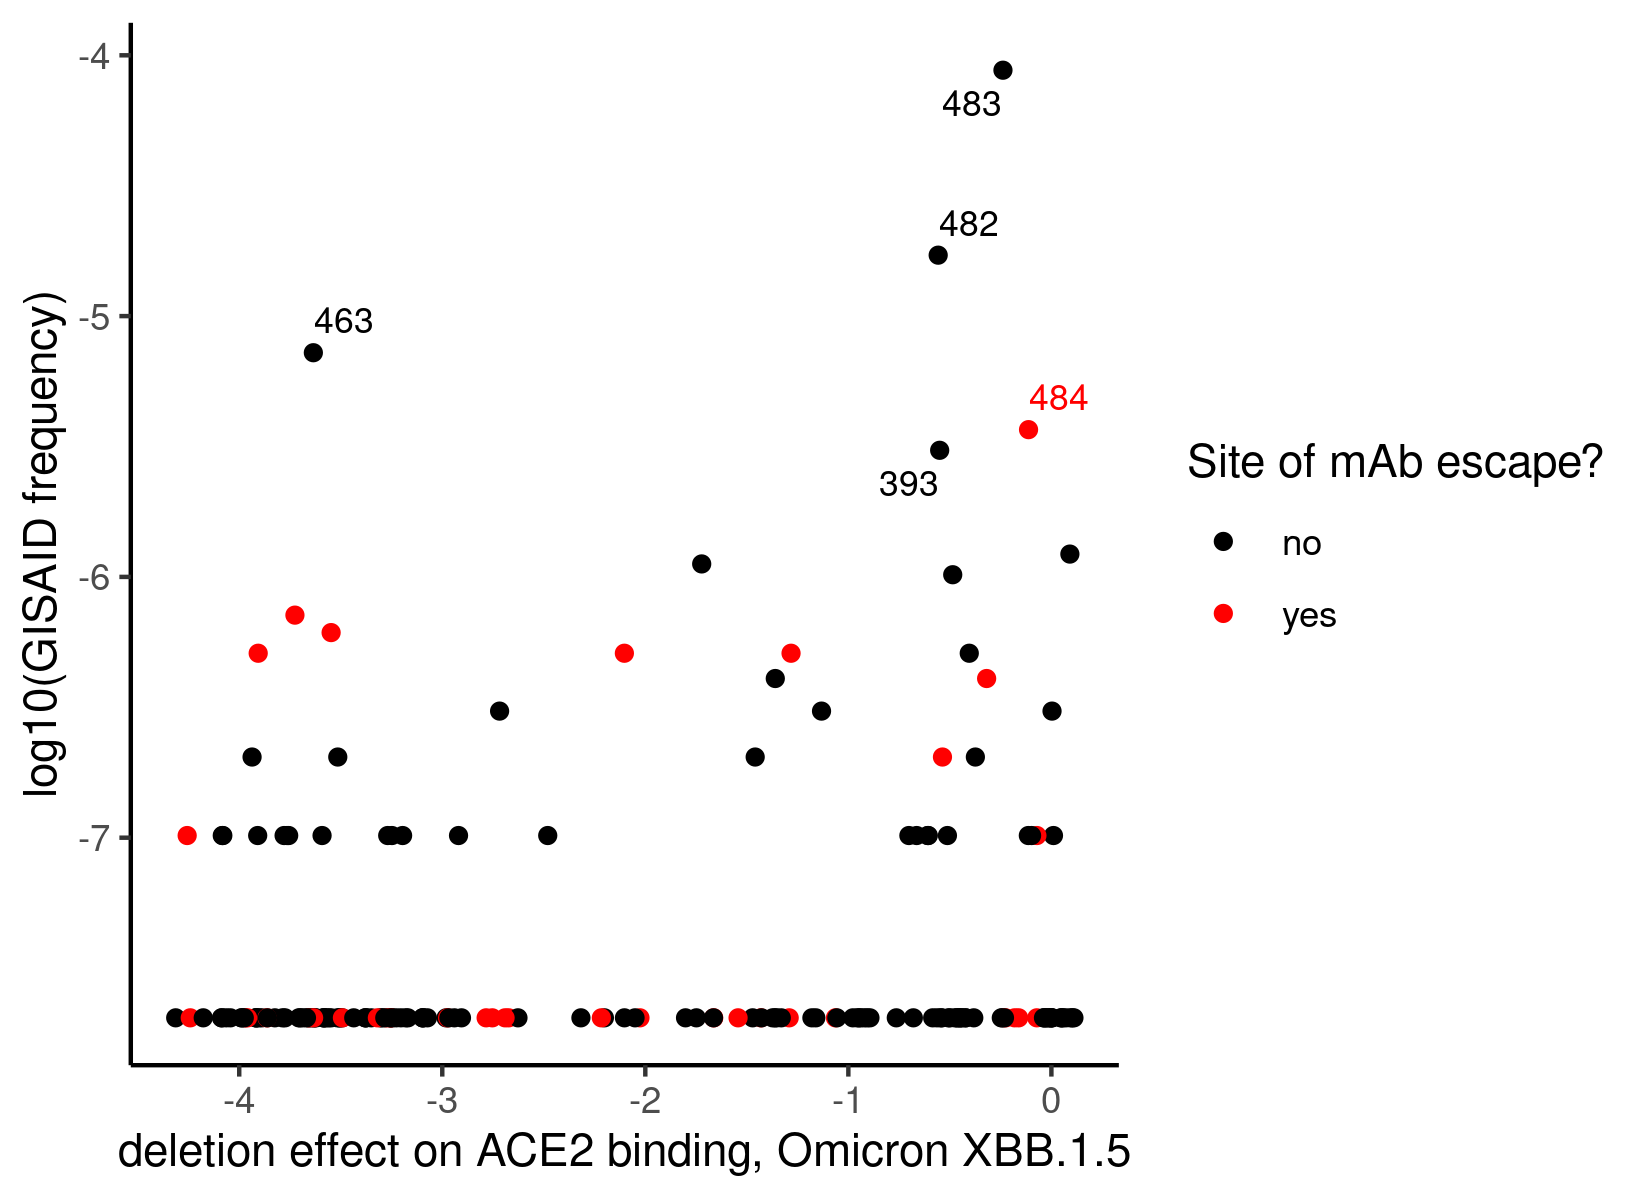 -4
-5
-6
-7
log10(GISAID frequency)
483
482
463
484
393
-4 -3 -2 -1 0
deletion effect on ACE2 binding, Omicron XBB.1.5
Site of mAb escape?
no
yes